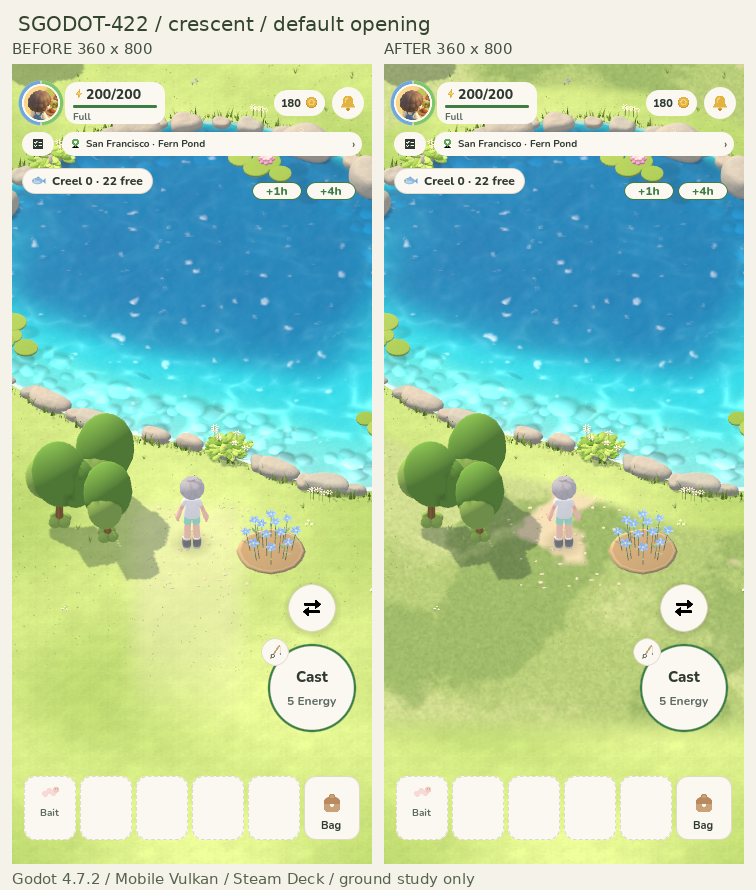 SGODOT-422 / crescent / default opening
BEFORE 360 x 800
AFTER 360 x 800
200/200
Full
180
San Francisco · Fern Pond ›
Creel 0 · 22 free
+1h +4h
Cast
5 Energy
Bait
Bag
200/200
Full
180
San Francisco · Fern Pond ›
Creel 0 · 22 free
+1h +4h
Cast
5 Energy
Bait
Bag
Godot 4.7.2 / Mobile Vulkan / Steam Deck / ground study only